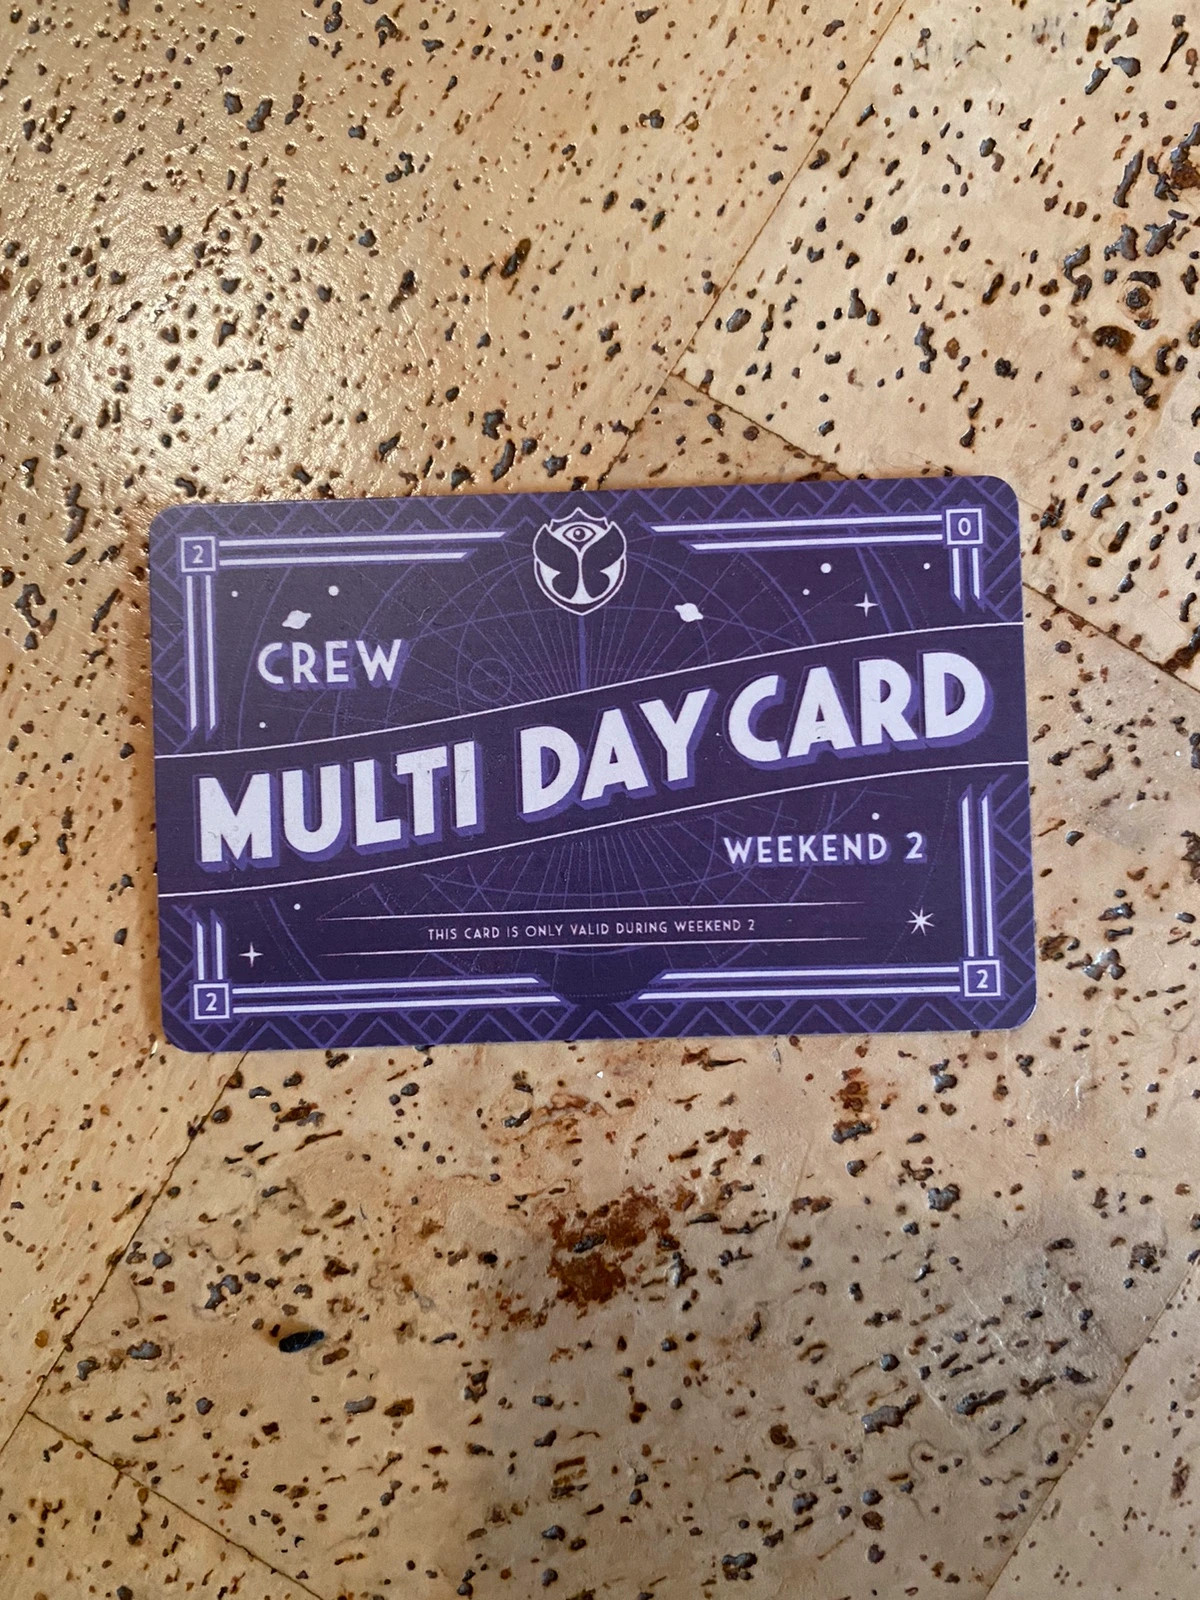 2
0
CREW
MULTI DAY CARD
WEEKEND 2
THIS CARD IS ONLY VALID DURING WEEKEND 2
2
2